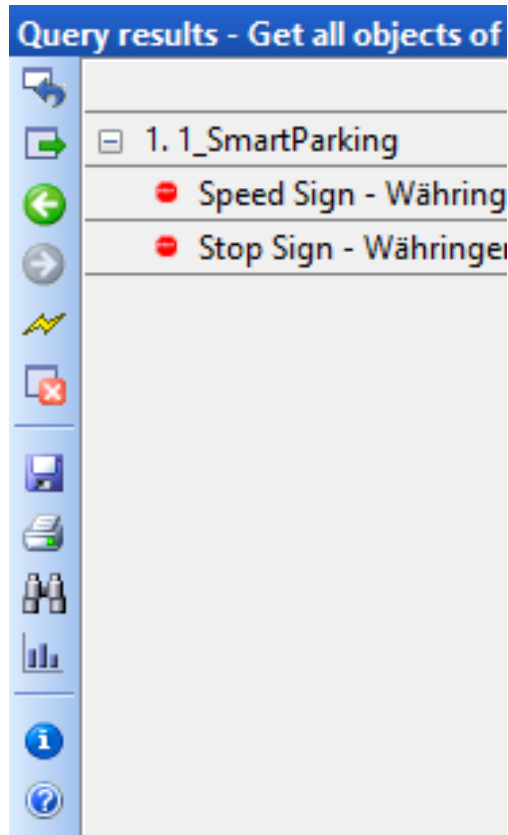 Query results - Get all objects of
1. 1_SmartParking
Speed Sign - Währing
Stop Sign - Währinger